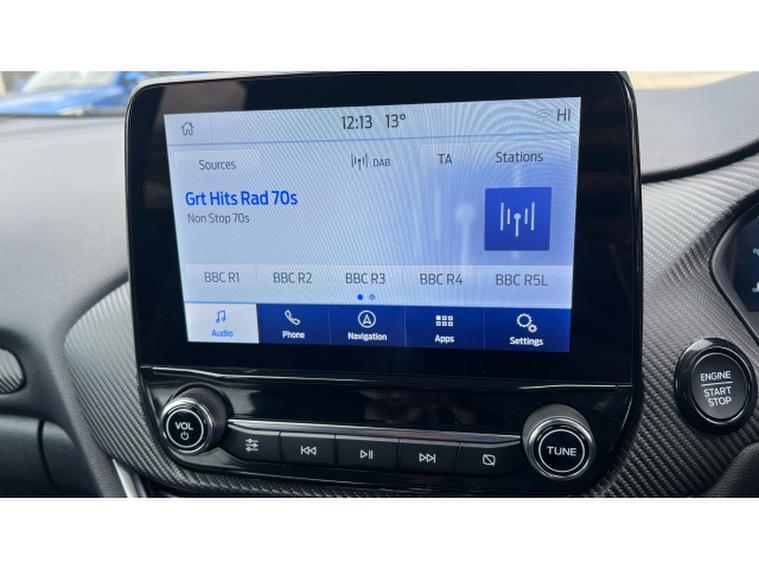 12:13 13° HI
Sources DAB TA Stations
Grt Hits Rad 70s
Non Stop 70s
BBC R1 BBC R2 BBC R3 BBC R4 BBC R5L
Audio Phone Navigation Apps Settings
ENGINE
START
STOP
VOL
TUNE